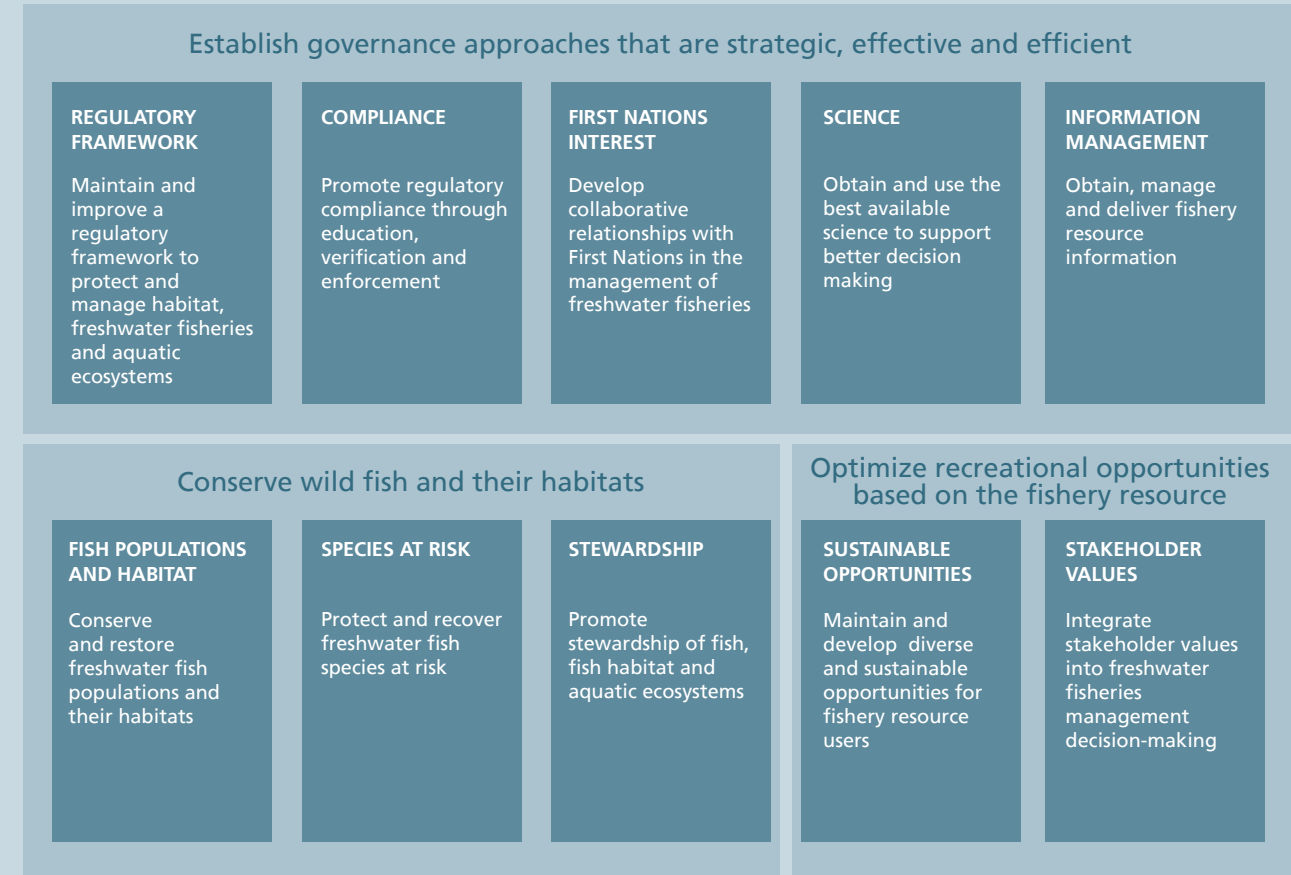 Establish governance approaches that are strategic, effective and efficient
REGULATORY
FRAMEWORK
Maintain and
improve a
regulatory
framework to
protect and
manage habitat,
freshwater fisheries
and aquatic
ecosystems
COMPLIANCE
Promote regulatory
compliance through
education,
verification and
enforcement
FIRST NATIONS
INTEREST
Develop
collaborative
relationships with
First Nations in the
management of
freshwater fisheries
SCIENCE
Obtain and use the
best available
science to support
better decision
making
INFORMATION
MANAGEMENT
Obtain, manage
and deliver fishery
resource
information
Conserve wild fish and their habitats
FISH POPULATIONS
AND HABITAT
Conserve
and restore
freshwater fish
populations and
their habitats
SPECIES AT RISK
Protect and recover
freshwater fish
species at risk
STEWARDSHIP
Promote
stewardship of fish,
fish habitat and
aquatic ecosystems
Optimize recreational opportunities
based on the fishery resource
SUSTAINABLE
OPPORTUNITIES
Maintain and
develop diverse
and sustainable
opportunities for
fishery resource
users
STAKEHOLDER
VALUES
Integrate
stakeholder values
into freshwater
fisheries
management
decision-making